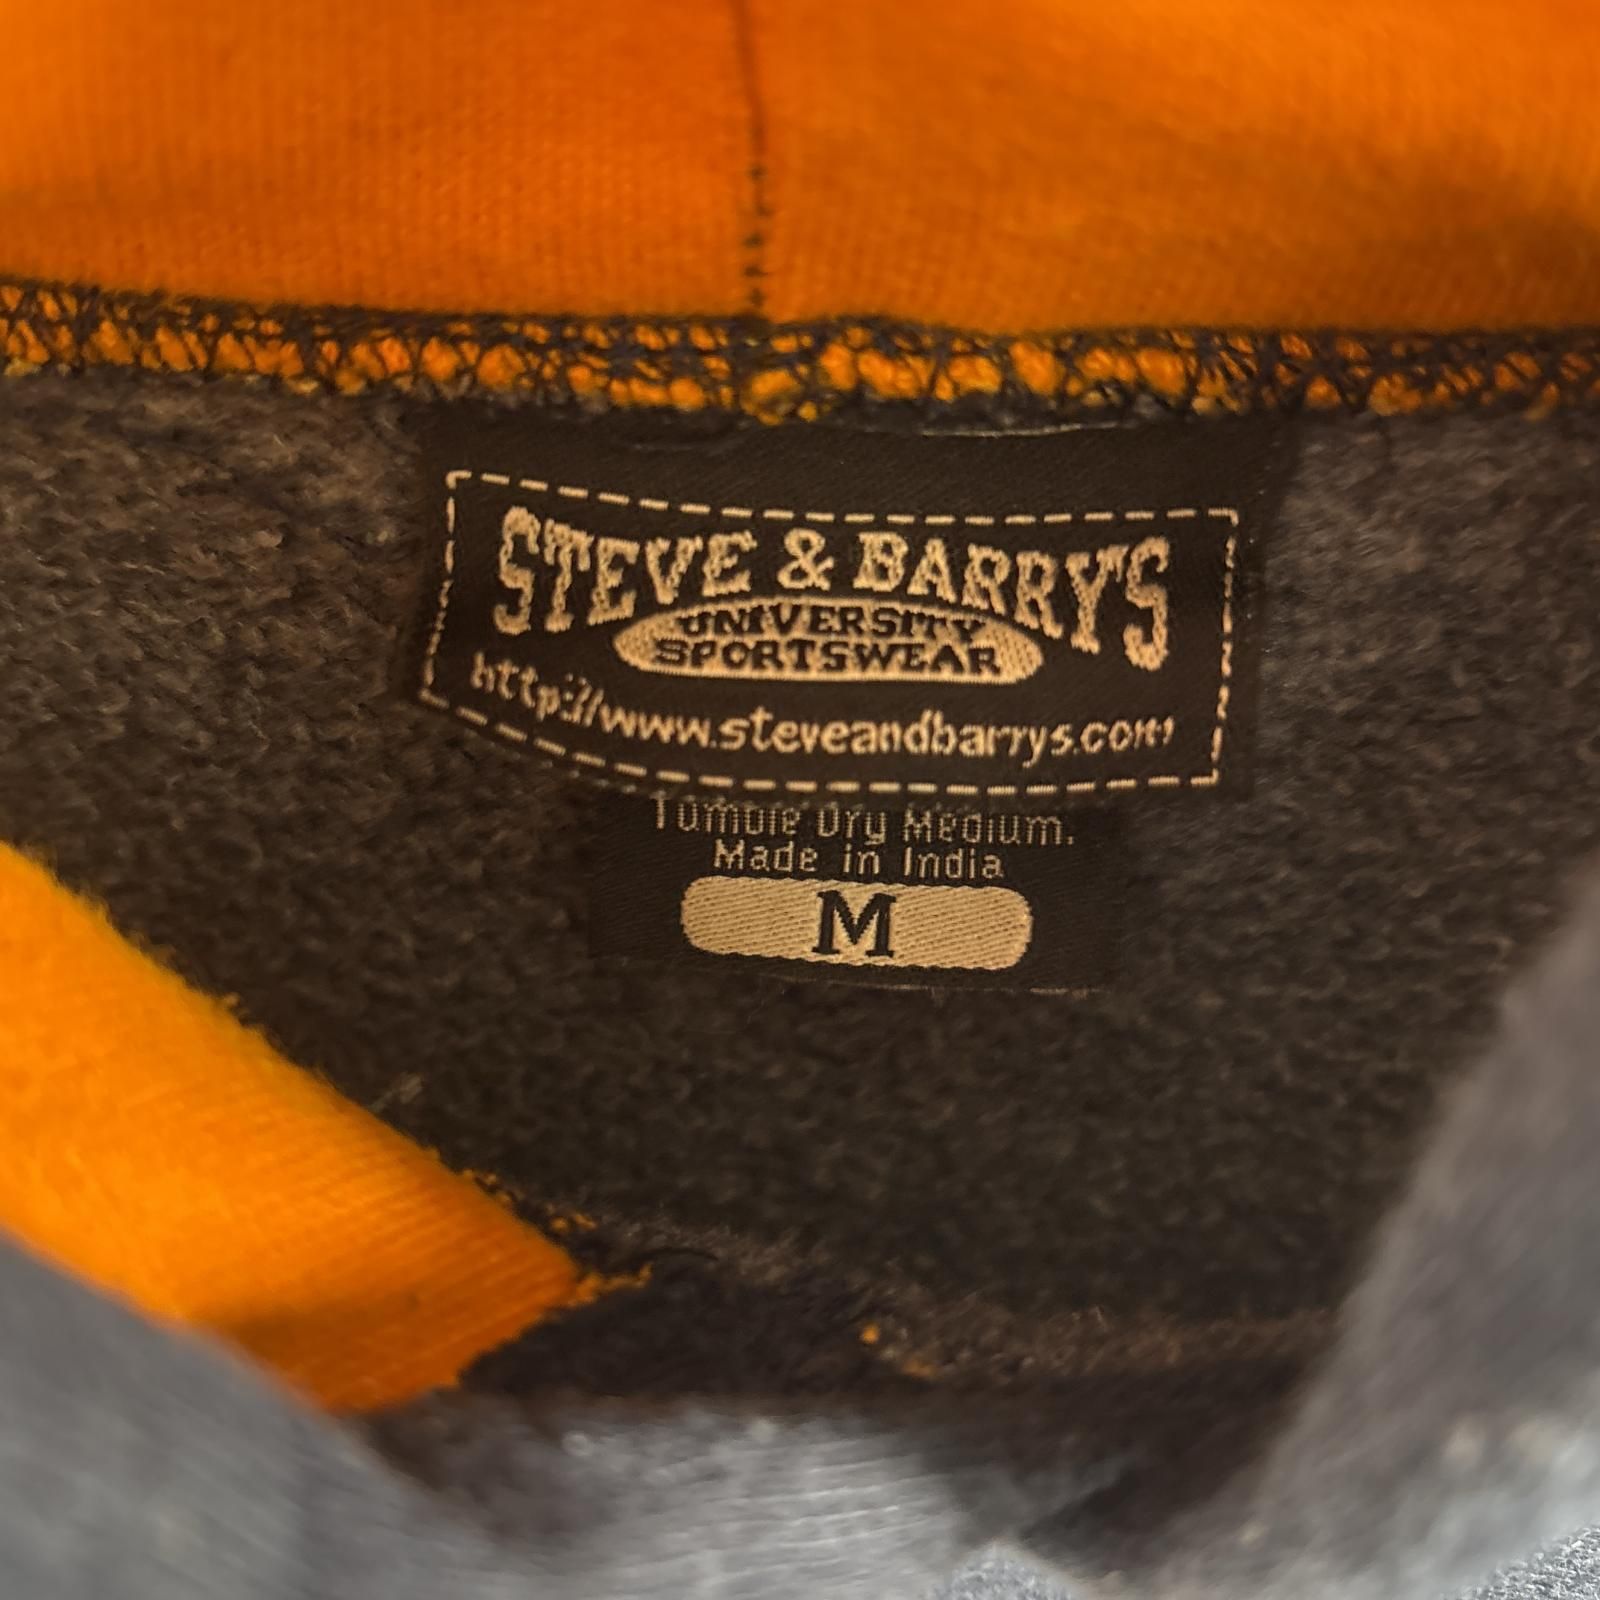 STEVE & BARRY'S
UNIVERSITY
SPORTSWEAR
http://www.steveandbarrys.com
Tumble Dry Medium.
Made in India
M